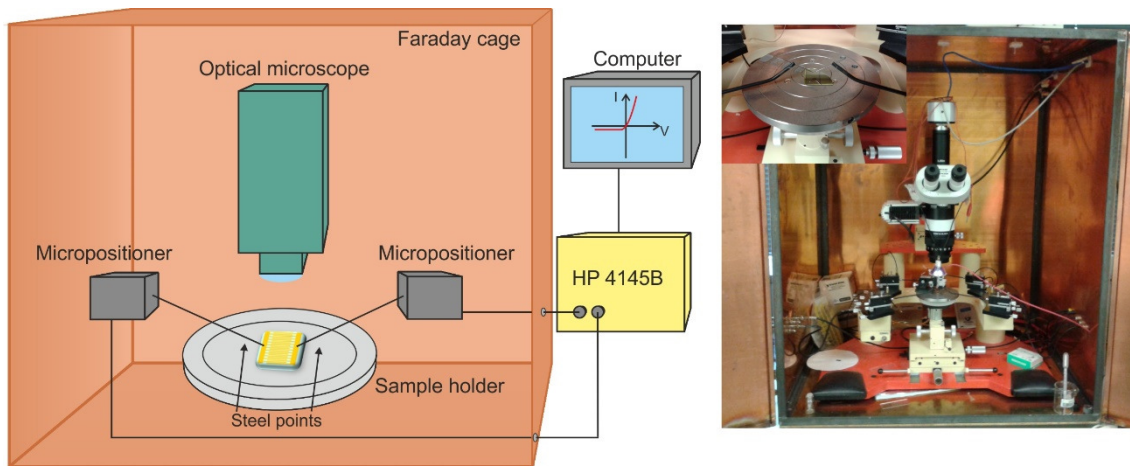 Faraday cage
Optical microscope
Computer
I
V
Micropositioner
Micropositioner
HP 4145B
Sample holder
Steel points